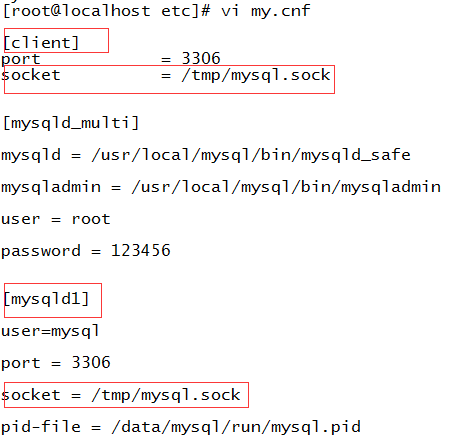 [root@localhost etc]# vi my.cnf
[client]
port = 3306
socket = /tmp/mysql.sock
[mysqld_multi]
mysqld = /usr/local/mysql/bin/mysqld_safe
mysqladmin = /usr/local/mysql/bin/mysqladmin
user = root
password = 123456
[mysqld1]
user=mysql
port = 3306
socket = /tmp/mysql.sock
pid-file = /data/mysql/run/mysql.pid